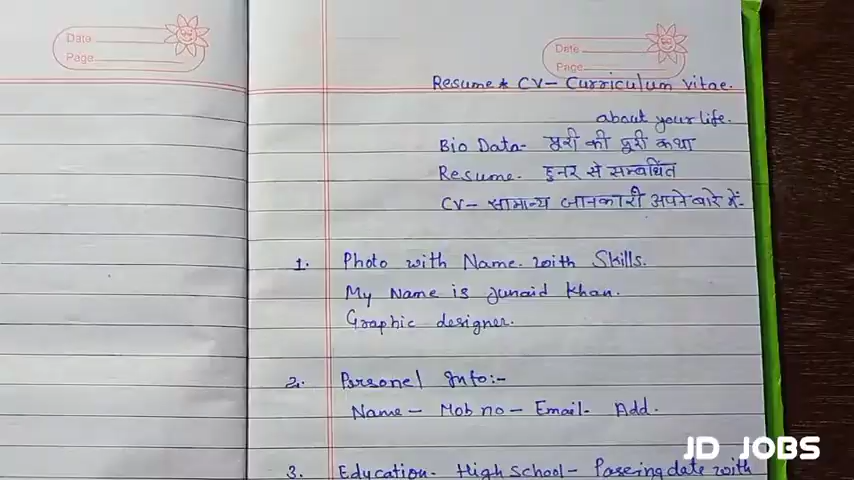 Date
Page
Date
Page
Resume * CV- Curriculum vitae.
about your life.
Bio Data- पूरी की पूरी कथा
Resume. हुनर से सम्बधित
CV- सामान्य जानकारी अपने बारे में-
1. Photo with Name. with Skills.
My Name is Junaid Khan.
Graphic designer.
2. Personel Info:-
Name- Mob no- Email- Add.
3. Education- High School- Passing date with
JD JOBS